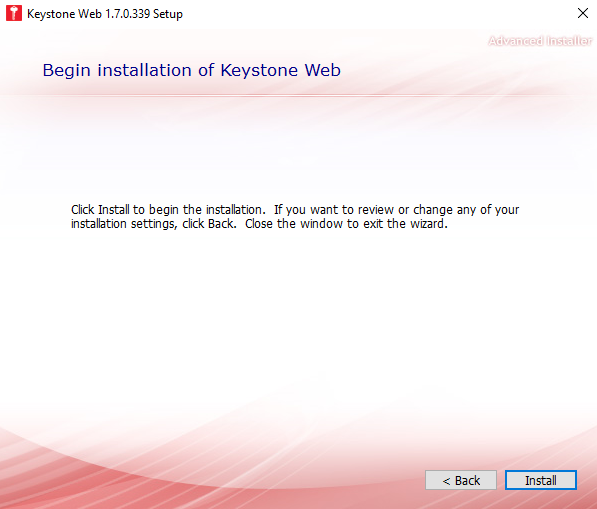 Keystone Web 1.7.0.339 Setup
Advanced Installer
Begin installation of Keystone Web
Click Install to begin the installation.  If you want to review or change any of your
installation settings, click Back.  Close the window to exit the wizard.
< Back
Install